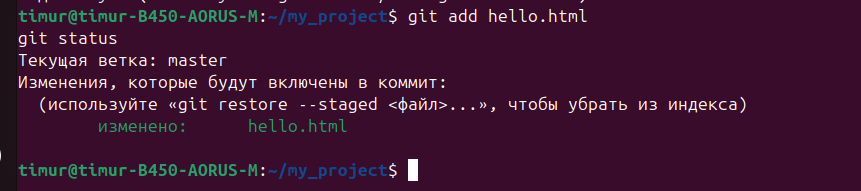 timur@timur-B450-AORUS-M:~/my_project$ git add hello.html
git status
Текущая ветка: master
Изменения, которые будут включены в коммит:
  (используйте «git restore --staged <файл>...», чтобы убрать из индекса)
        изменено:      hello.html

timur@timur-B450-AORUS-M:~/my_project$